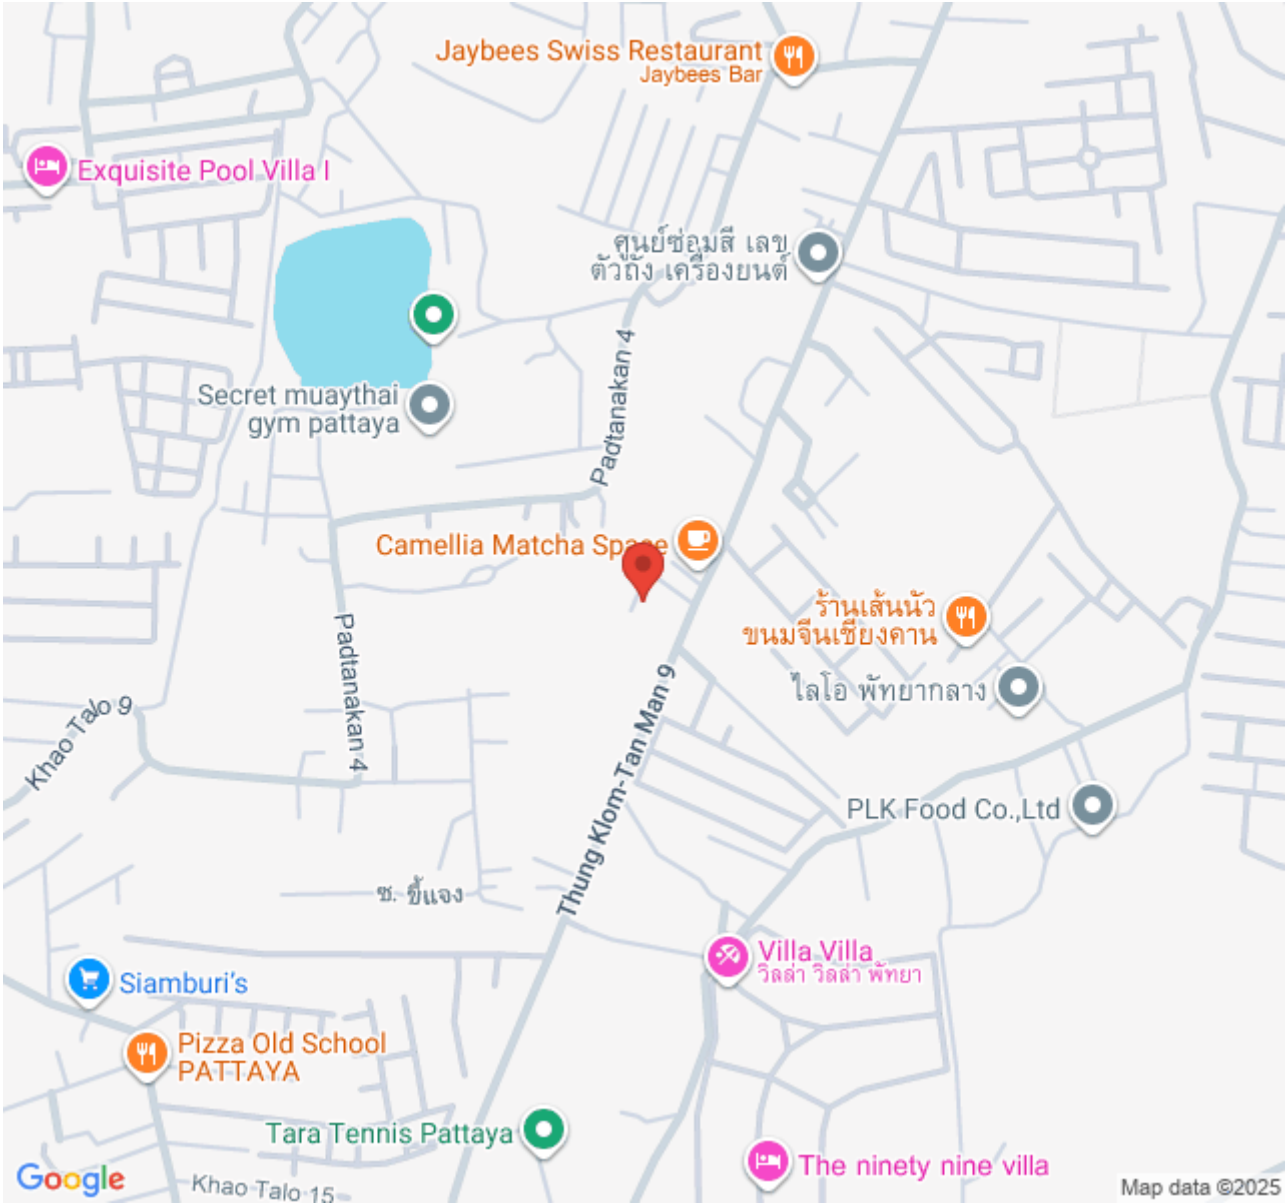 Jaybees Swiss Restaurant
Jaybees Bar
Exquisite Pool Villa I
ศูนย์ซ่อมสี เลข
ตัวถัง เครื่องยนต์
Padtanakan 4
Secret muaythai
gym pattaya
Camellia Matcha Space
ร้านเส้นนัว
ขนมจีนเชียงคาน
Padtanakan 4
ไลโอ พัทยากลาง
Khao Talo 9
Thung Klom-Tan Man 9
PLK Food Co.,Ltd
ซ. ขี้แจง
Villa Villa
วิลล่า วิลล่า พัทยา
Siamburi's
Pizza Old School
PATTAYA
Tara Tennis Pattaya
The ninety nine villa
Google
Khao Talo 15
Map data ©2025